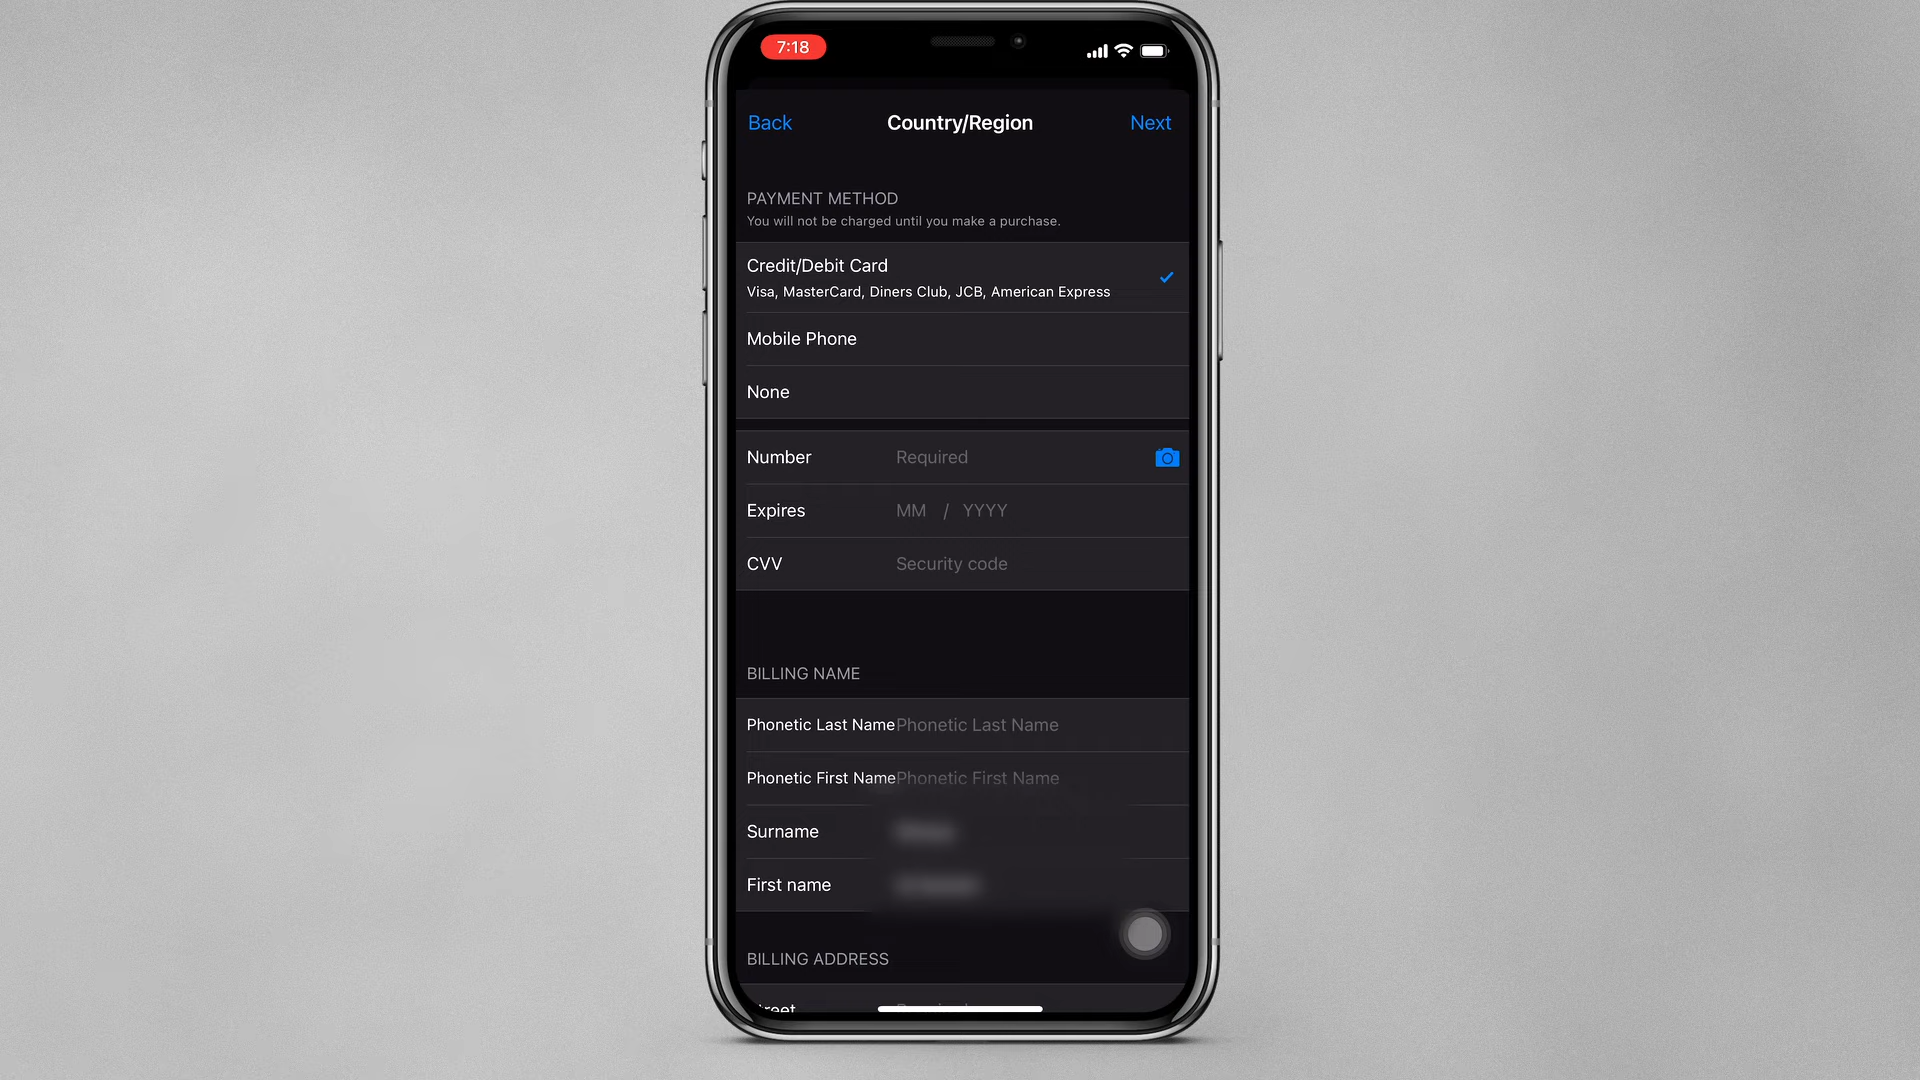 7:18
Back Country/Region Next
PAYMENT METHOD
You will not be charged until you make a purchase.
Credit/Debit Card
Visa, MasterCard, Diners Club, JCB, American Express
Mobile Phone
None
Number Required
Expires MM / YYYY
CVV Security code
BILLING NAME
Phonetic Last Name Phonetic Last Name
Phonetic First Name Phonetic First Name
Surname
First name
BILLING ADDRESS